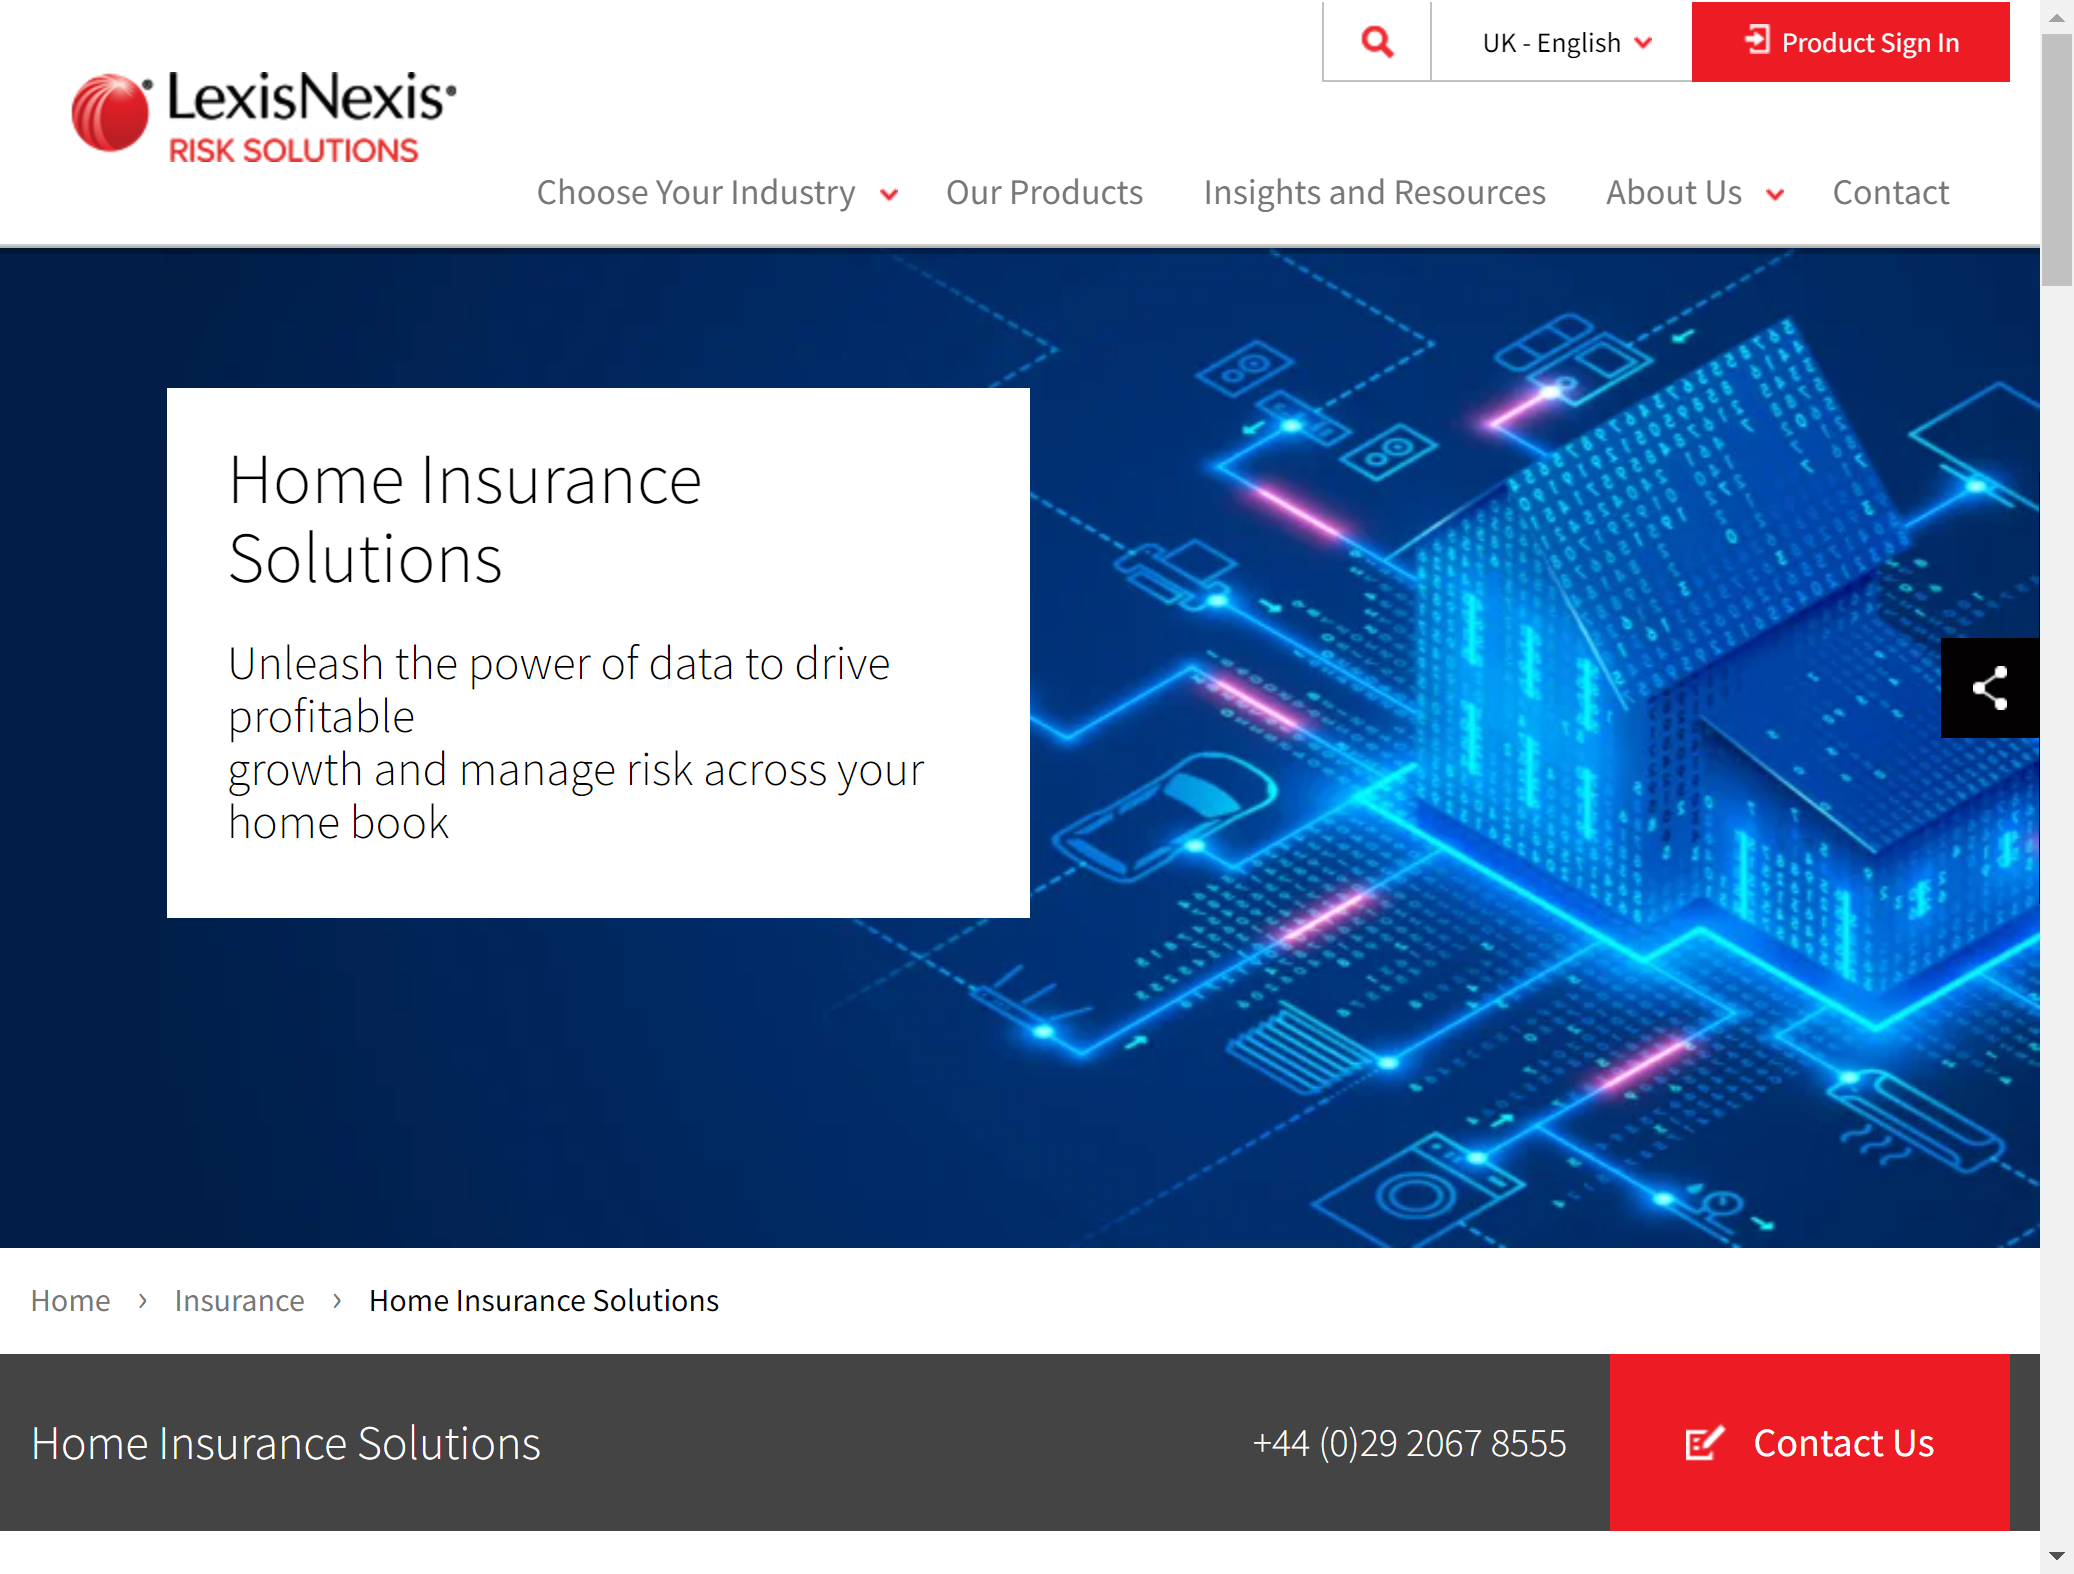 UK - English
Product Sign In
LexisNexis
RISK SOLUTIONS
Choose Your Industry
Our Products
Insights and Resources
About Us
Contact
Home Insurance
Solutions
Unleash the power of data to drive
profitable
growth and manage risk across your
home book
Home › Insurance › Home Insurance Solutions
Home Insurance Solutions
+44 (0)29 2067 8555
Contact Us